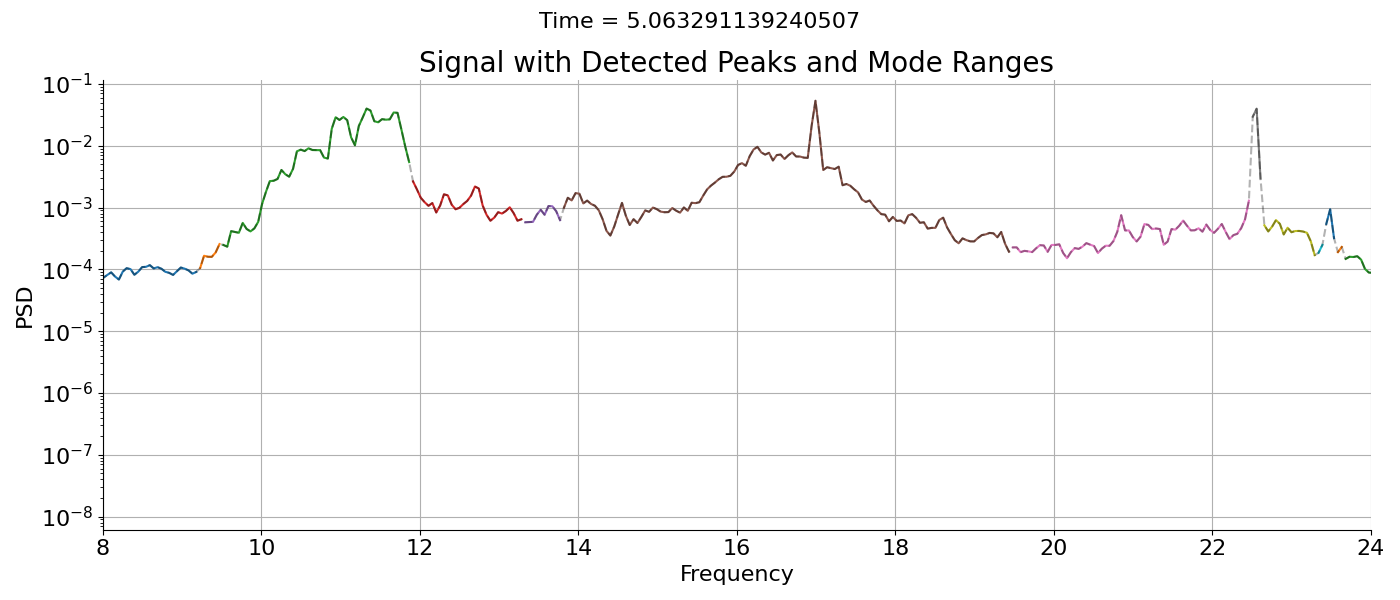 Time = 5.063291139240507
Signal with Detected Peaks and Mode Ranges
PSD
10⁻¹
10⁻²
10⁻³
10⁻⁴
10⁻⁵
10⁻⁶
10⁻⁷
10⁻⁸
8 10 12 14 16 18 20 22 24
Frequency